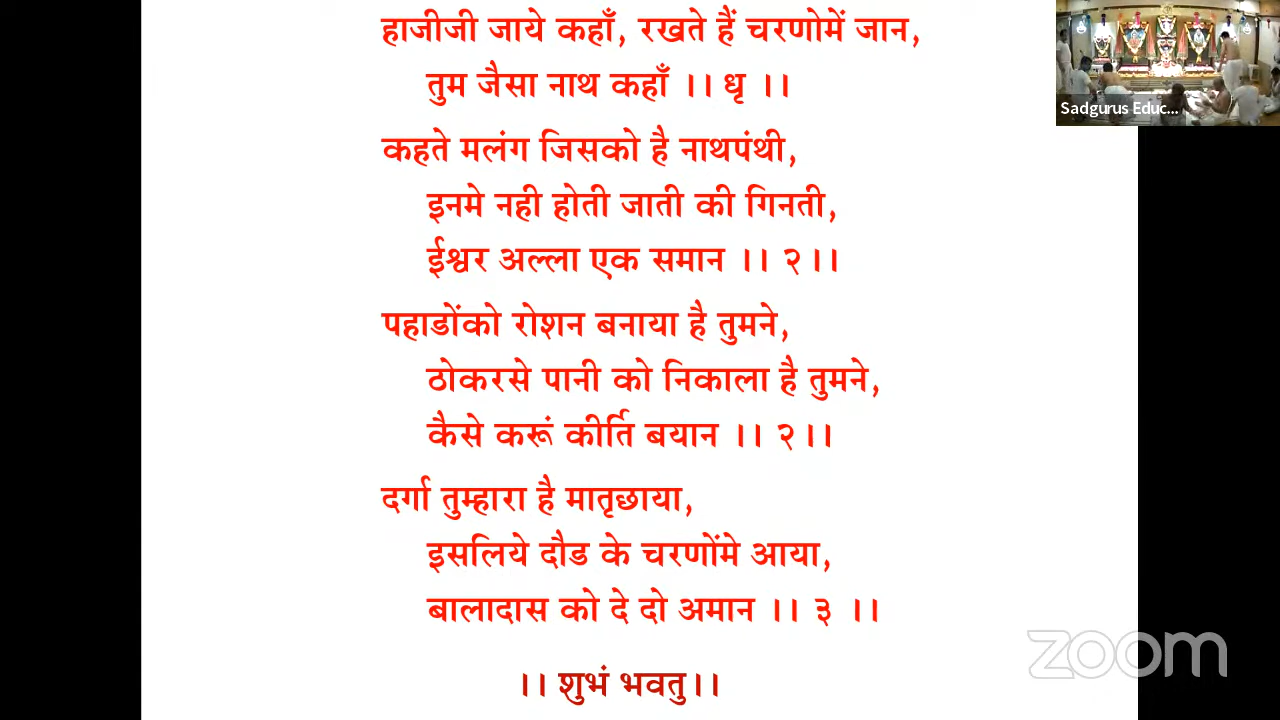 हाजीजी जाये कहाँ, रखते हैं चरणोमें जान,
तुम जैसा नाथ कहाँ ।। धृ ।।
कहते मलंग जिसको है नाथपंथी,
इनमे नही होती जाती की गिनती,
ईश्वर अल्ला एक समान ।। २।।
पहाडोंको रोशन बनाया है तुमने,
ठोकरसे पानी को निकाला है तुमने,
कैसे करूं कीर्ति बयान ।। २।।
दर्गा तुम्हारा है मातृछाया,
इसलिये दौड के चरणोंमे आया,
बालादास को दे दो अमान ।। ३ ।।
।। शुभं भवतु।।
Sadgurus Educ...
zoom